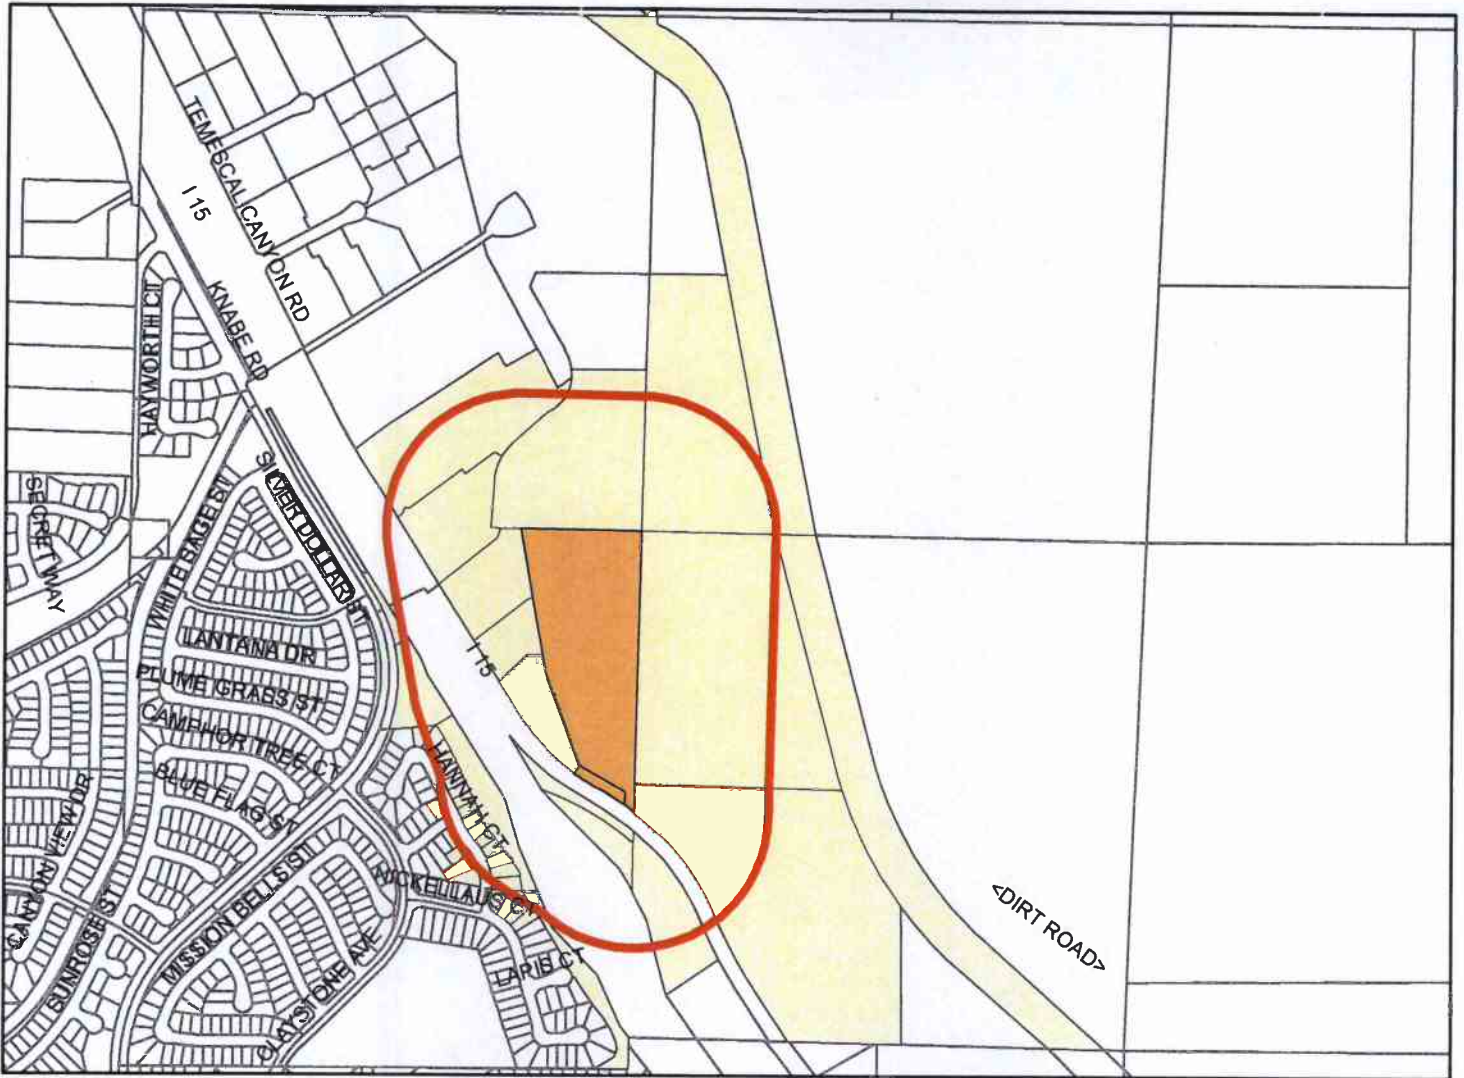 TEMESCAL CANYON RD
I 15
KNABE RD
HAYWORTH CT
SILVER DOLLAR ST
SECRET WAY
WHITE SAGE ST
I 15
LANTANA DR
PLUME GRASS ST
CAMPHOR TREE CT
BLUE FLAG ST
HANNAH CT
CANYON VIEW DR
NICKELLAUS CT
<DIRT ROAD>
MISSION BELLS ST
SUNROSE ST
LARIS CT
CLAYSTONE AVE